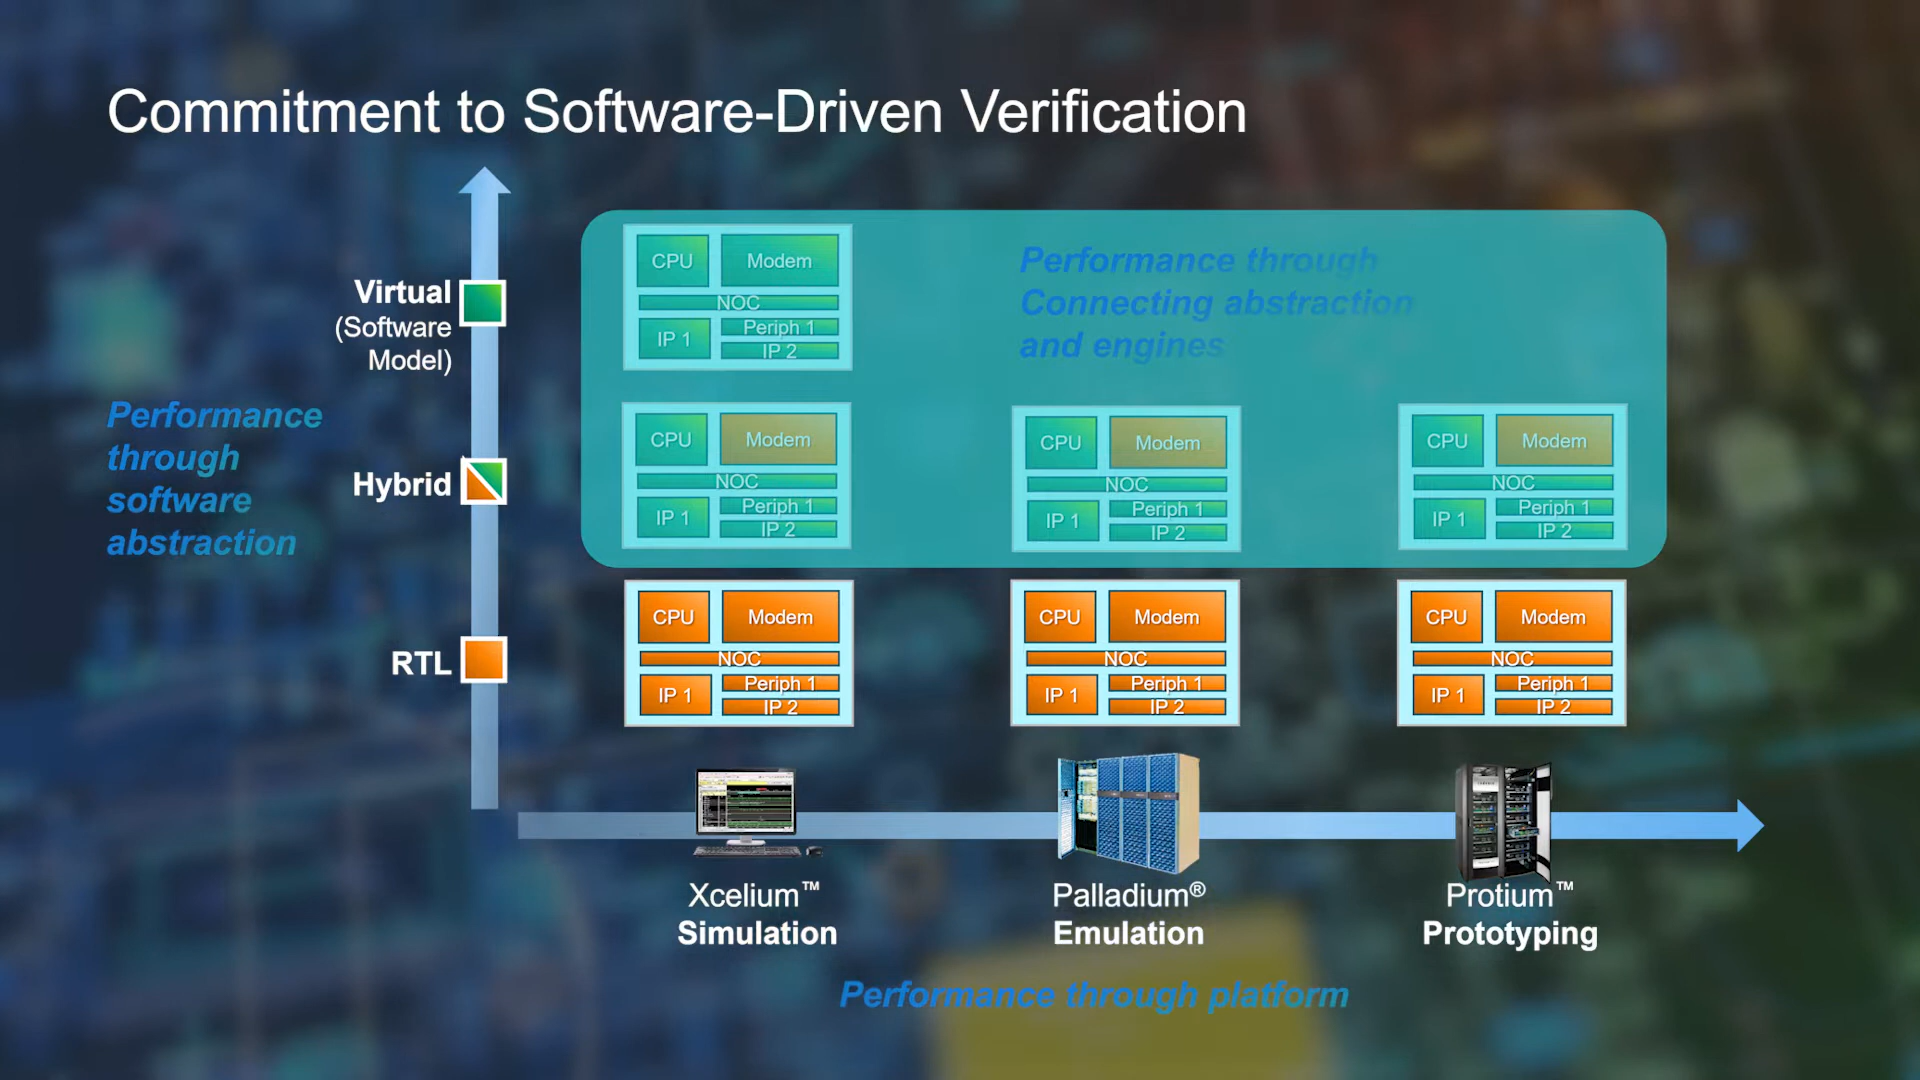 Commitment to Software-Driven Verification
Virtual
(Software
Model)
Performance
through
software
abstraction
Hybrid
RTL
CPU
Modem
NOC
IP 1
Periph 1
IP 2
Performance through
Connecting abstraction
and engines
CPU
Modem
NOC
IP 1
Periph 1
IP 2
CPU
Modem
NOC
IP 1
Periph 1
IP 2
CPU
Modem
NOC
IP 1
Periph 1
IP 2
CPU
Modem
NOC
IP 1
Periph 1
IP 2
CPU
Modem
NOC
IP 1
Periph 1
IP 2
CPU
Modem
NOC
IP 1
Periph 1
IP 2
Xcelium™
Simulation
Palladium®
Emulation
Protium™
Prototyping
Performance through platform